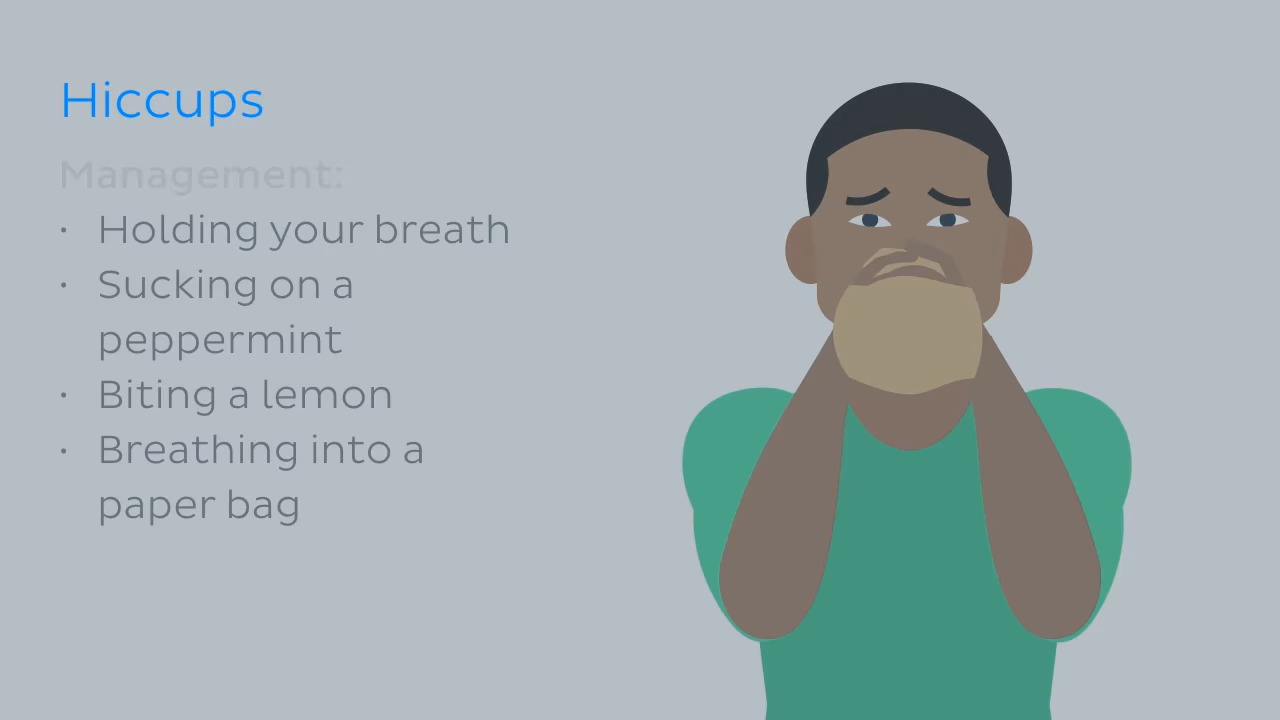 Hiccups
Management:
• Holding your breath
• Sucking on a
peppermint
• Biting a lemon
• Breathing into a
paper bag